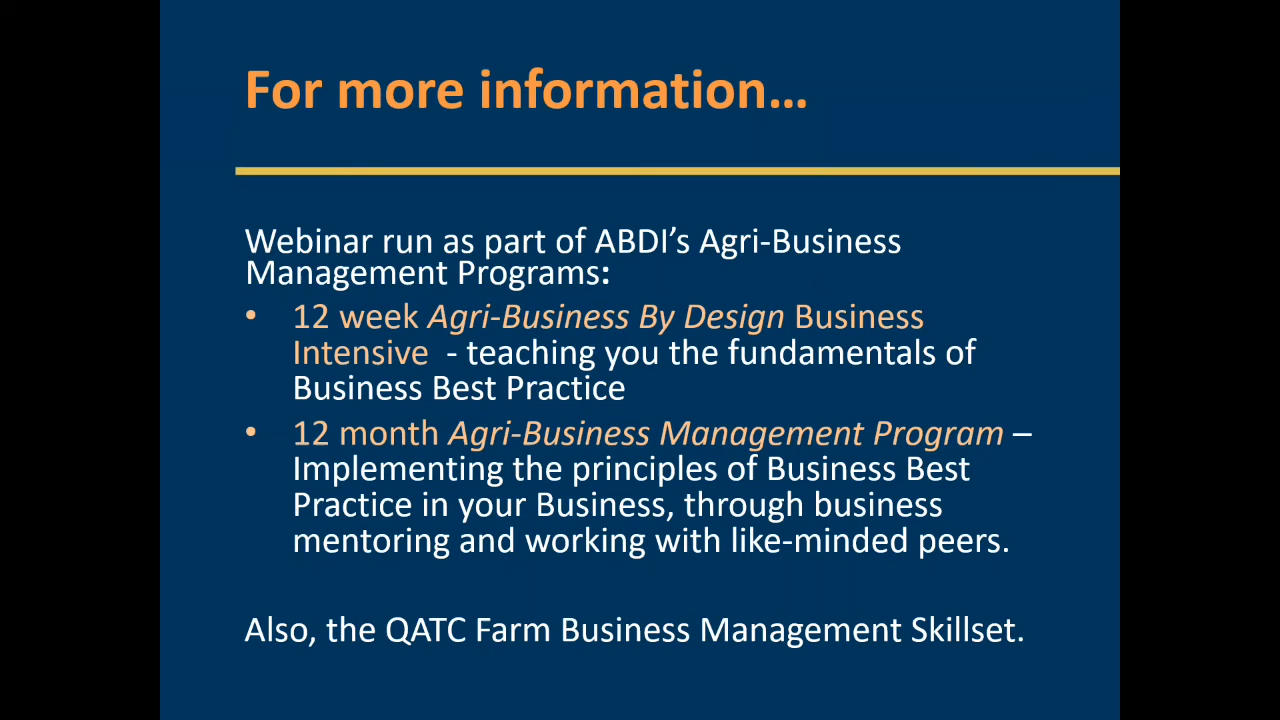 For more information…
Webinar run as part of ABDI’s Agri-Business
Management Programs:
• 12 week Agri-Business By Design Business
Intensive - teaching you the fundamentals of
Business Best Practice
• 12 month Agri-Business Management Program –
Implementing the principles of Business Best
Practice in your Business, through business
mentoring and working with like-minded peers.
Also, the QATC Farm Business Management Skillset.